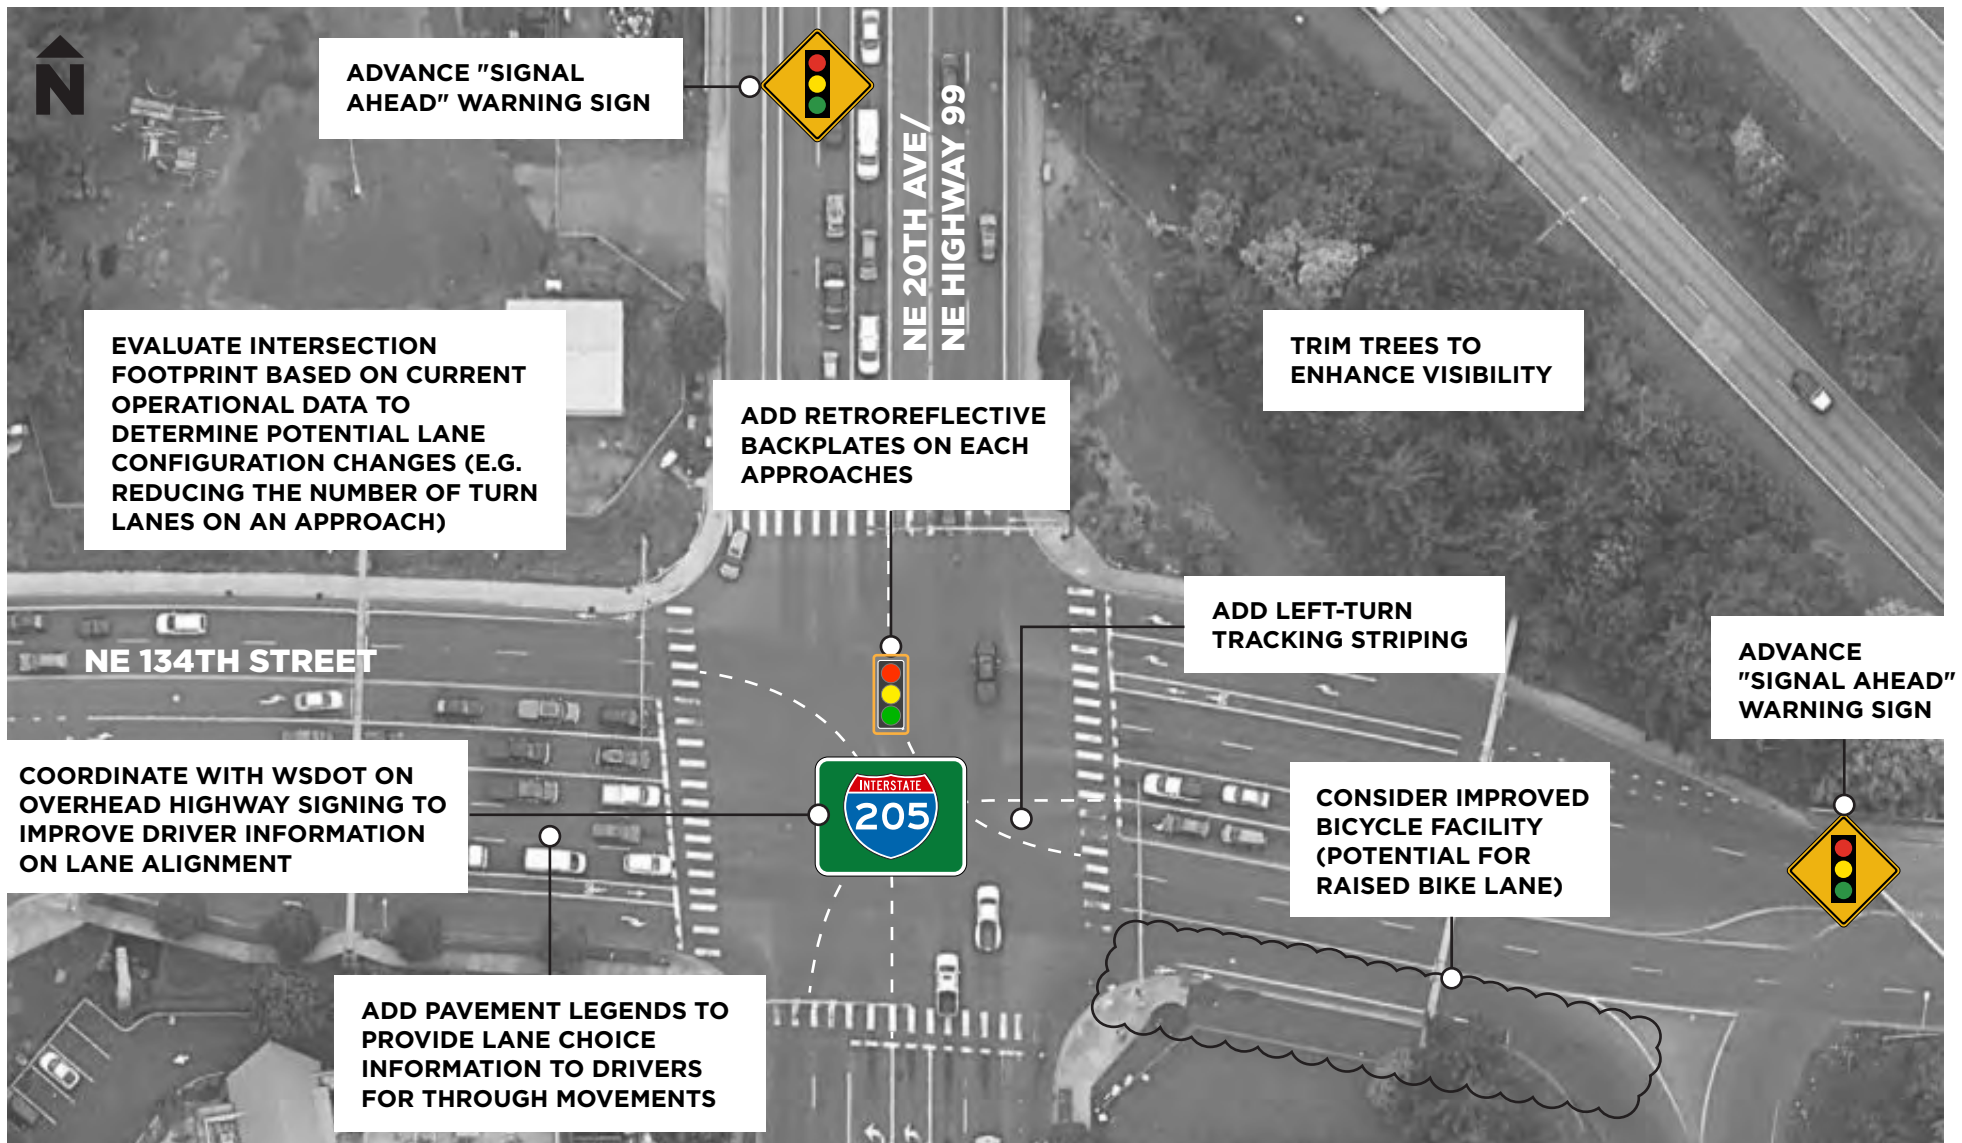 N
ADVANCE "SIGNAL
AHEAD" WARNING SIGN
NE 20TH AVE/
NE HIGHWAY 99
EVALUATE INTERSECTION
FOOTPRINT BASED ON CURRENT
OPERATIONAL DATA TO
DETERMINE POTENTIAL LANE
CONFIGURATION CHANGES (E.G.
REDUCING THE NUMBER OF TURN
LANES ON AN APPROACH)
TRIM TREES TO
ENHANCE VISIBILITY
ADD RETROREFLECTIVE
BACKPLATES ON EACH
APPROACHES
ADD LEFT-TURN
TRACKING STRIPING
ADVANCE
"SIGNAL AHEAD"
WARNING SIGN
NE 134TH STREET
COORDINATE WITH WSDOT ON
OVERHEAD HIGHWAY SIGNING TO
IMPROVE DRIVER INFORMATION
ON LANE ALIGNMENT
INTERSTATE
205
CONSIDER IMPROVED
BICYCLE FACILITY
(POTENTIAL FOR
RAISED BIKE LANE)
ADD PAVEMENT LEGENDS TO
PROVIDE LANE CHOICE
INFORMATION TO DRIVERS
FOR THROUGH MOVEMENTS